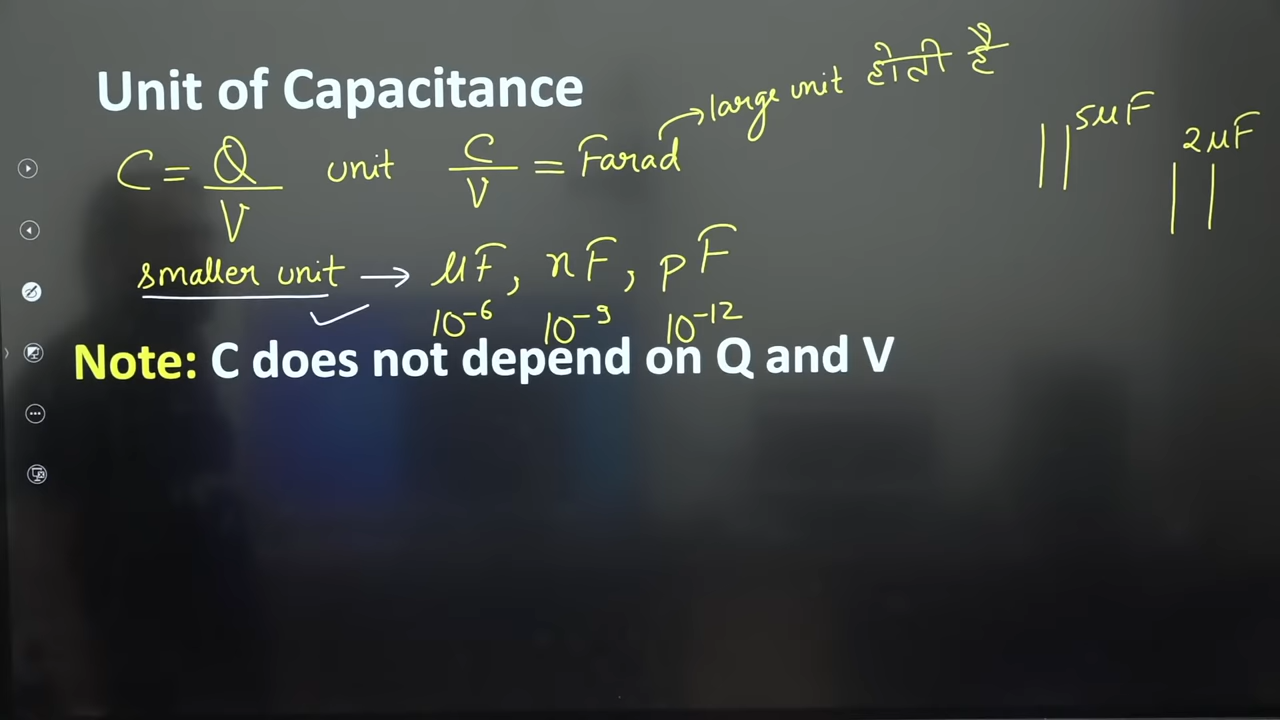 Unit of Capacitance
C = Q/V unit C/V = Farad → large unit होती है
5μF
2μF
smaller unit → μF, nF, pF
10⁻⁶ 10⁻⁹ 10⁻¹²
Note: C does not depend on Q and V